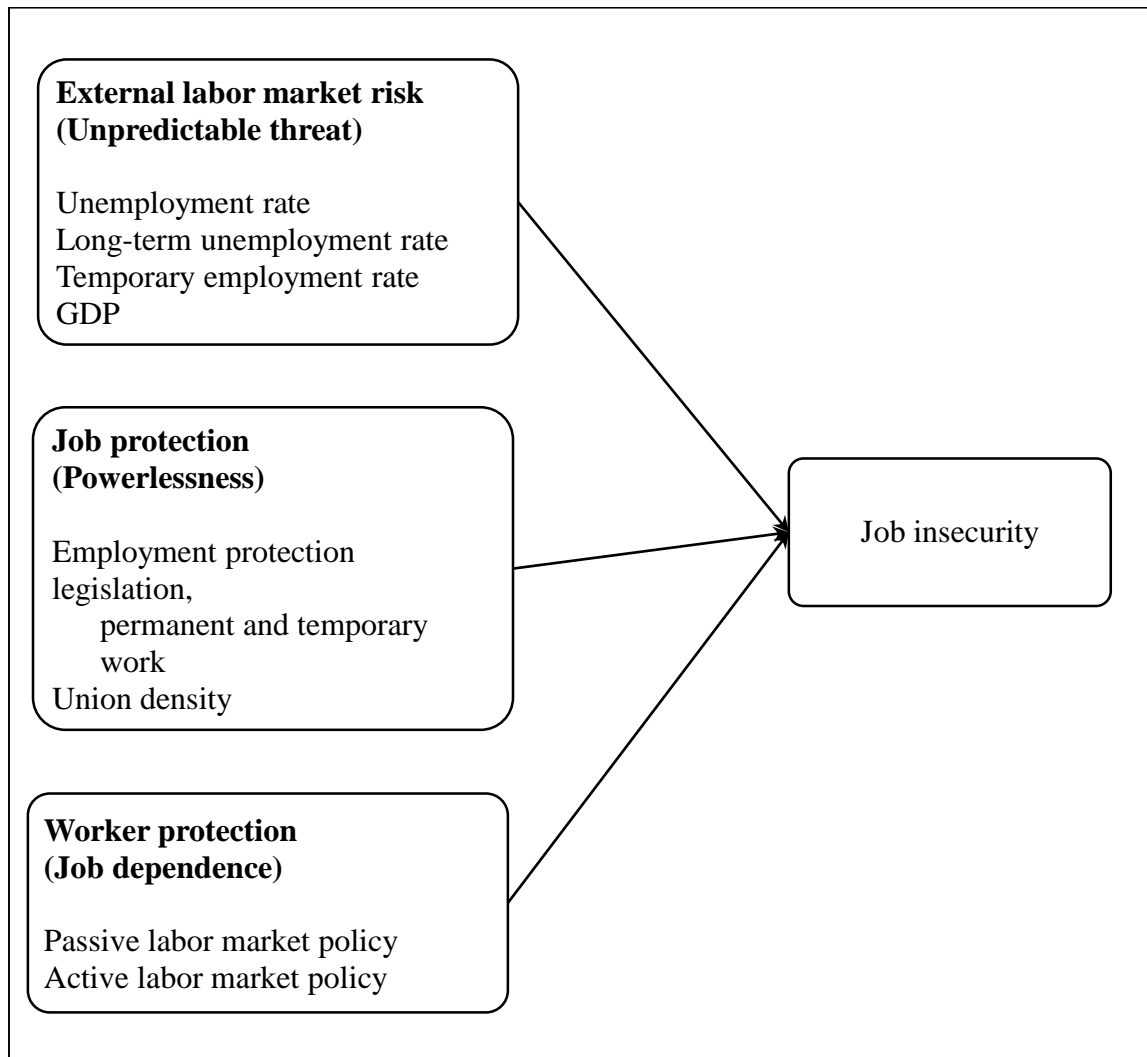 External labor market risk
(Unpredictable threat)
Unemployment rate
Long-term unemployment rate
Temporary employment rate
GDP
Job protection
(Powerlessness)
Employment protection
legislation,
permanent and temporary
work
Union density
Worker protection
(Job dependence)
Passive labor market policy
Active labor market policy
Job insecurity